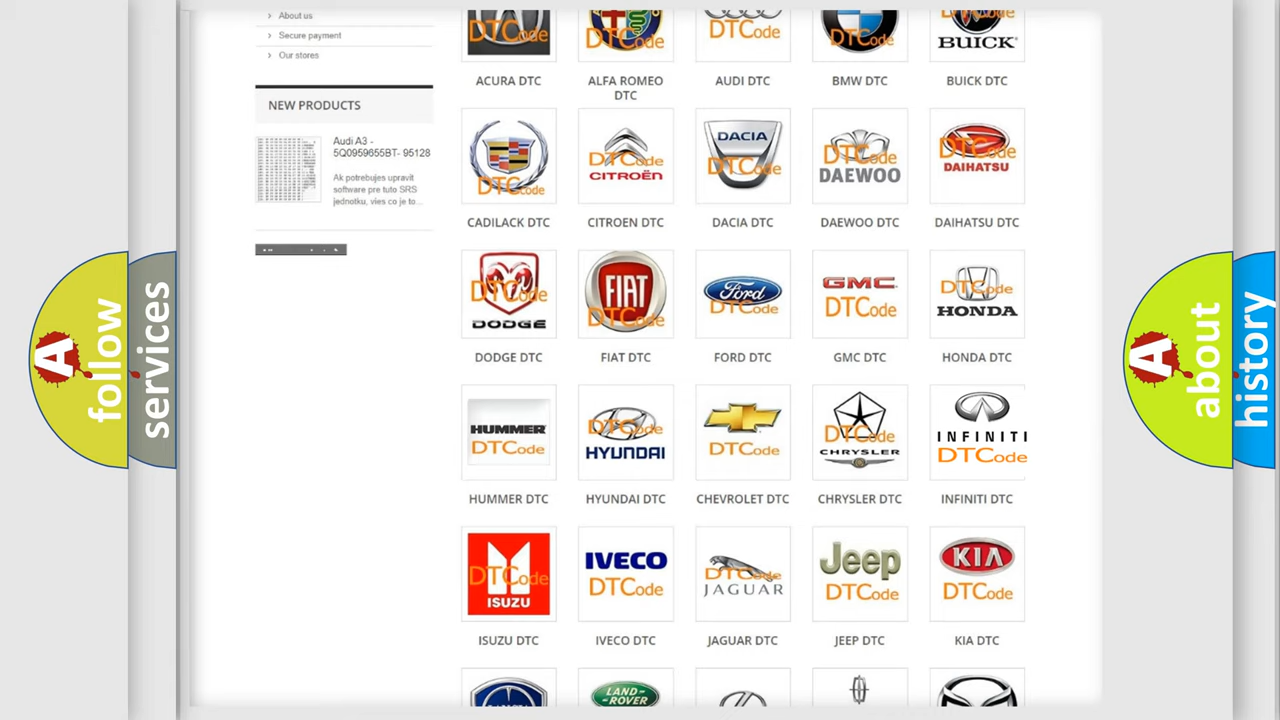 About us
Secure payment
Our stores
NEW PRODUCTS
Audi A3 -
5Q0959655BT- 95128
Ak potrebujes upravit
software pre tuto SRS
jednotku, vies co je to...
A
follow
services
A
about
history
DTCode
DTCode
DTCode
DTCode
BUICK
ACURA DTC
ALFA ROMEO
DTC
AUDI DTC
BMW DTC
BUICK DTC
DTCode
DTCode
CITROËN
DACIA
DTCode
DTCode
DAEWOO
DTCode
DAIHATSU
CADILACK DTC
CITROEN DTC
DACIA DTC
DAEWOO DTC
DAIHATSU DTC
DTCode
DODGE
FIAT
DTCode
Ford
DTCode
GMC
DTCode
DTCode
HONDA
DODGE DTC
FIAT DTC
FORD DTC
GMC DTC
HONDA DTC
HUMMER
DTCode
DTCode
HYUNDAI
DTCode
DTCode
CHRYSLER
INFINITI
DTCode
HUMMER DTC
HYUNDAI DTC
CHEVROLET DTC
CHRYSLER DTC
INFINITI DTC
DTCode
ISUZU
IVECO
DTCode
DTCode
JAGUAR
Jeep
DTCode
KIA
DTCode
ISUZU DTC
IVECO DTC
JAGUAR DTC
JEEP DTC
KIA DTC
LAND-
ROVER